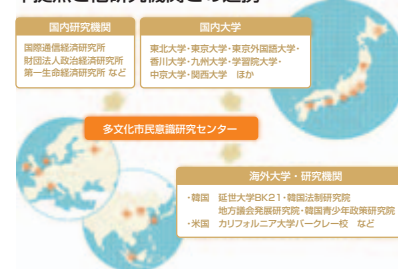 国内研究機関
国際通信経済研究所
財団法人政治経済研究所
第一生命経済研究所 など
国内大学
東北大学・東京大学・東京外国語大学・
香川大学・九州大学・学習院大学・
中京大学・関西大学　ほか
多文化市民意識研究センター
海外大学・研究機関
・韓国　延世大学BK21・韓国法制研究院
地方議会発展研究院・韓国青少年政策研究院
・米国　カリフォルニア大学バークレー校　など